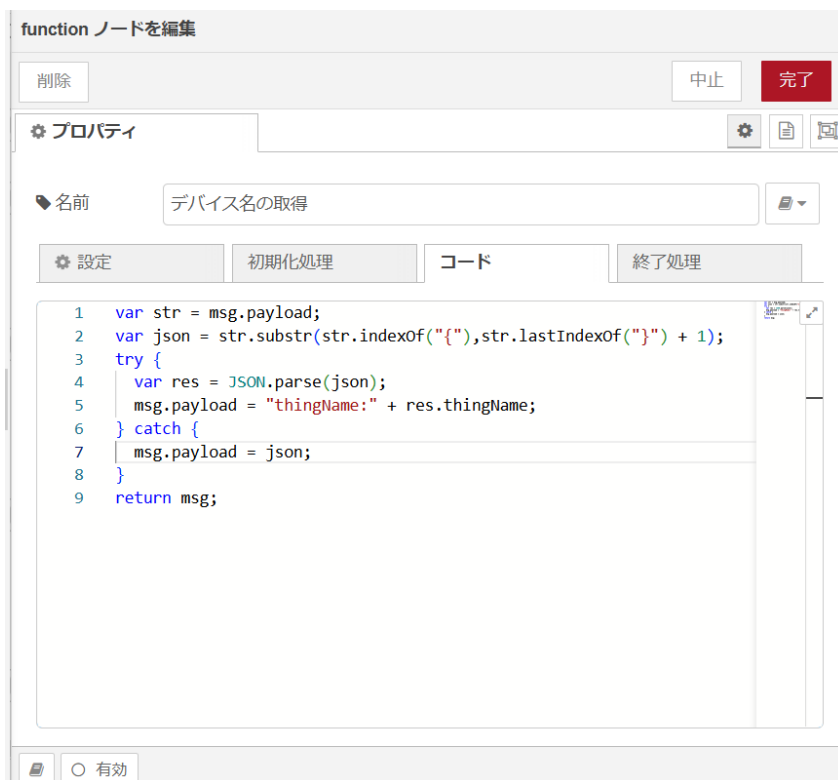 function ノードを編集
削除
中止
完了
プロパティ
名前
デバイス名の取得
設定
初期化処理
コード
終了処理
1 var str = msg.payload;
2 var json = str.substr(str.indexOf("{"),str.lastIndexOf("}") + 1);
3 try {
4   var res = JSON.parse(json);
5   msg.payload = "thingName:" + res.thingName;
6 } catch {
7   msg.payload = json;
8 }
9 return msg;
有効